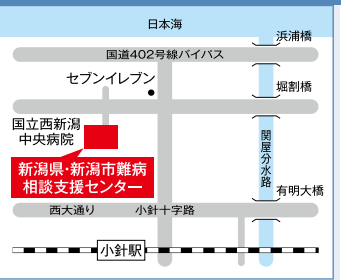 日本海
浜浦橋
国道402号線バイパス
セブンイレブン
堀割橋
国立西新潟
中央病院
関屋分水路
新潟県・新潟市難病
相談支援センター
有明大橋
西大通り
小針十字路
小針駅